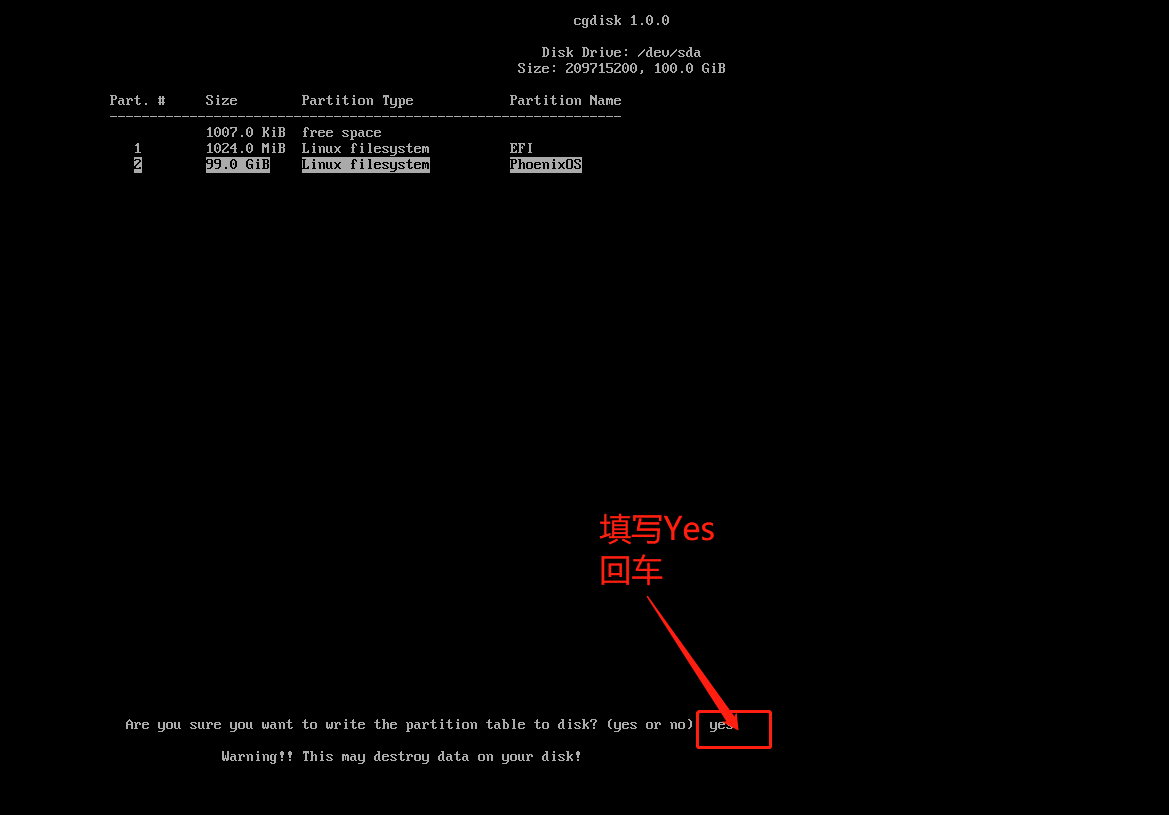 cgdisk 1.0.0
Disk Drive: /dev/sda
Size: 209715200, 100.0 GiB
Part. # Size Partition Type Partition Name
----------------------------------------------------------------
1007.0 KiB free space
1 1024.0 MiB Linux filesystem EFI
2 99.0 GiB Linux filesystem PhoenixOS
填写Yes
回车
Are you sure you want to write the partition table to disk? (yes or no) yes
Warning!! This may destroy data on your disk!